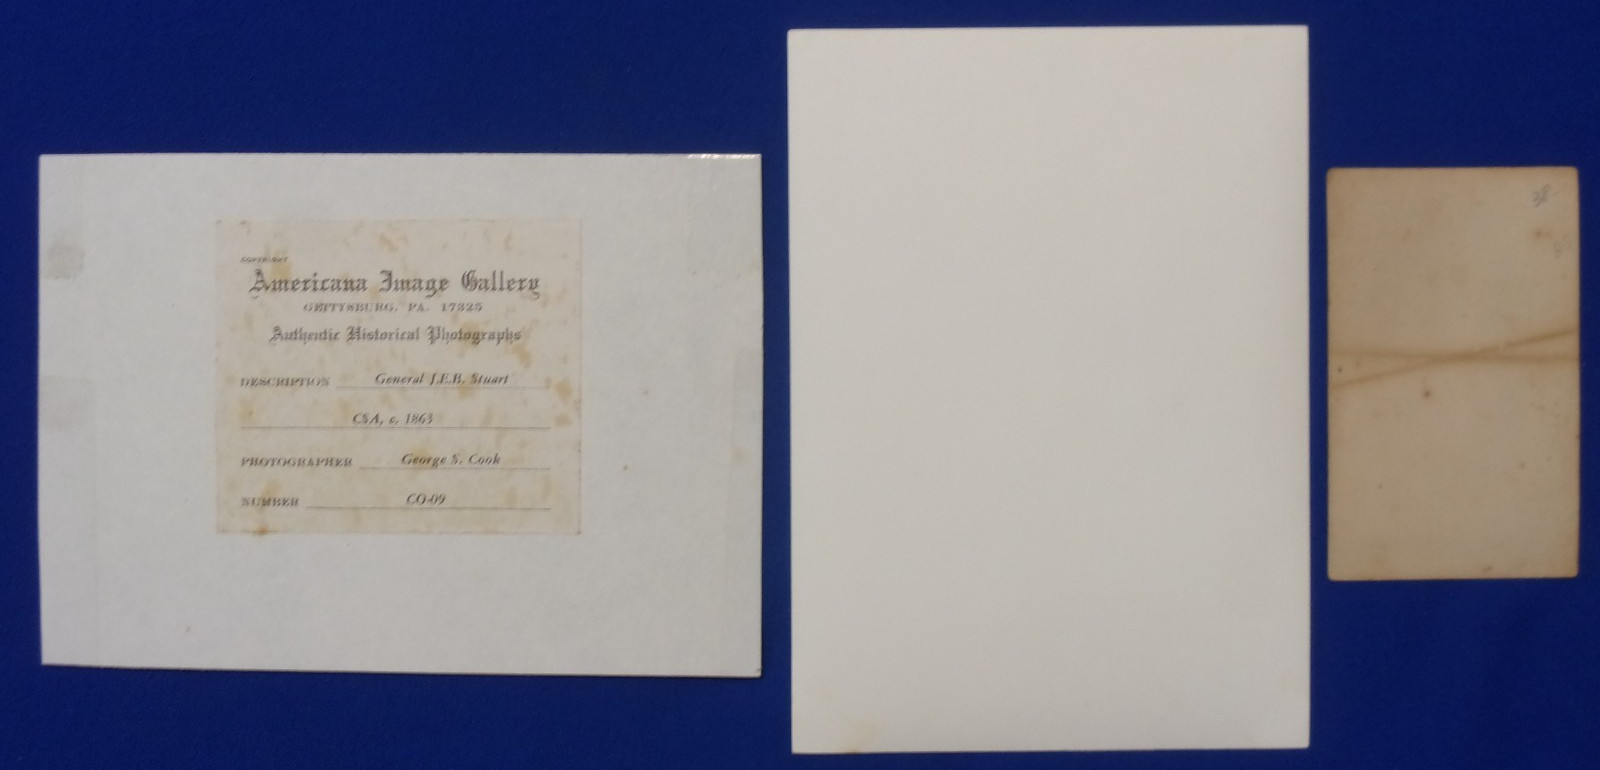 COPYRIGHT
Americana Image Gallery
GETTYSBURG, PA. 17325
Authentic Historical Photographs
DESCRIPTION General J.E.B. Stuart
CSA, c. 1863
PHOTOGRAPHER George S. Cook
NUMBER CO-09
38